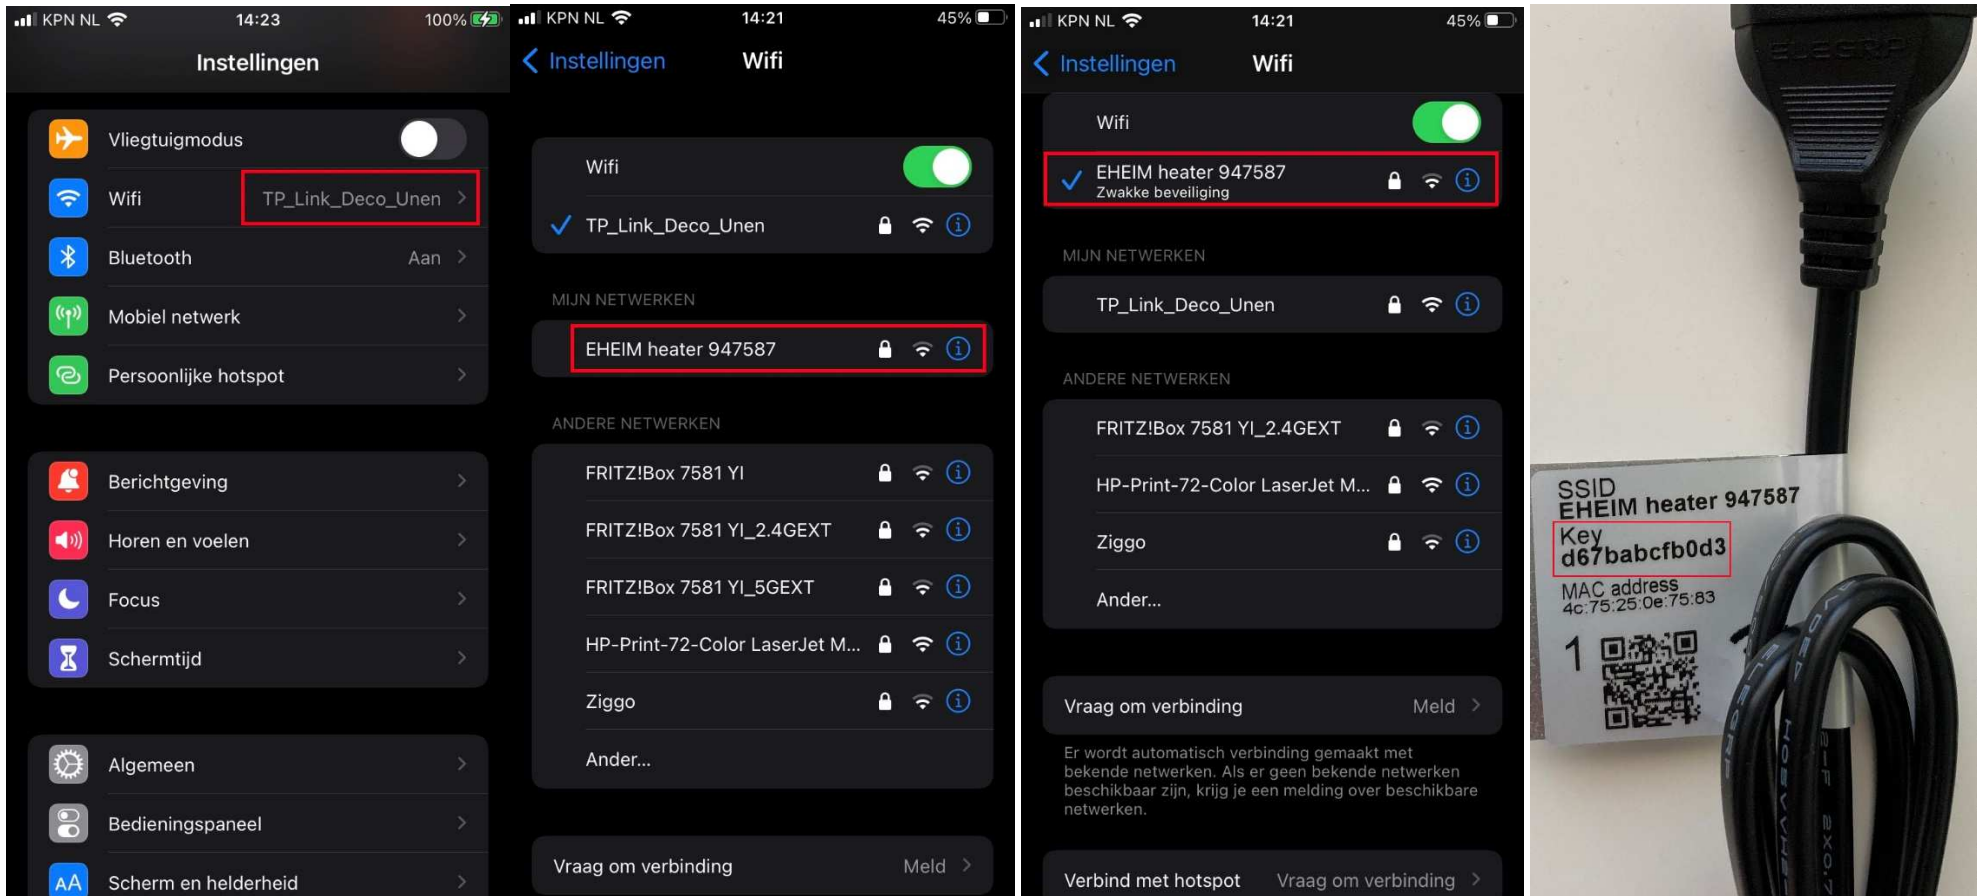 KPN NL 14:23 100%
Instellingen
Vliegtuigmodus
Wifi TP_Link_Deco_Unen
Bluetooth Aan
Mobiel netwerk
Persoonlijke hotspot
Berichtgeving
Horen en voelen
Focus
Schermtijd
Algemeen
Bedieningspaneel
AA Scherm en helderheid
KPN NL 14:21 45%
Instellingen Wifi
Wifi
TP_Link_Deco_Unen
MIJN NETWERKEN
EHEIM heater 947587
ANDERE NETWERKEN
FRITZ!Box 7581 YI
FRITZ!Box 7581 YI_2.4GEXT
FRITZ!Box 7581 YI_5GEXT
HP-Print-72-Color LaserJet M...
Ziggo
Ander...
Vraag om verbinding Meld
KPN NL 14:21 45%
Instellingen Wifi
Wifi
EHEIM heater 947587
Zwakke beveiliging
MIJN NETWERKEN
TP_Link_Deco_Unen
ANDERE NETWERKEN
FRITZ!Box 7581 YI_2.4GEXT
HP-Print-72-Color LaserJet M...
Ziggo
Ander...
Vraag om verbinding Meld
Er wordt automatisch verbinding gemaakt met
bekende netwerken. Als er geen bekende netwerken
beschikbaar zijn, krijg je een melding over beschikbare
netwerken.
Verbind met hotspot Vraag om verbinding
ELEGRP
SSID
EHEIM heater 947587
Key
d67babcfb0d3
MAC address
4c:75:25:0e:75:83
1
ELEGRP